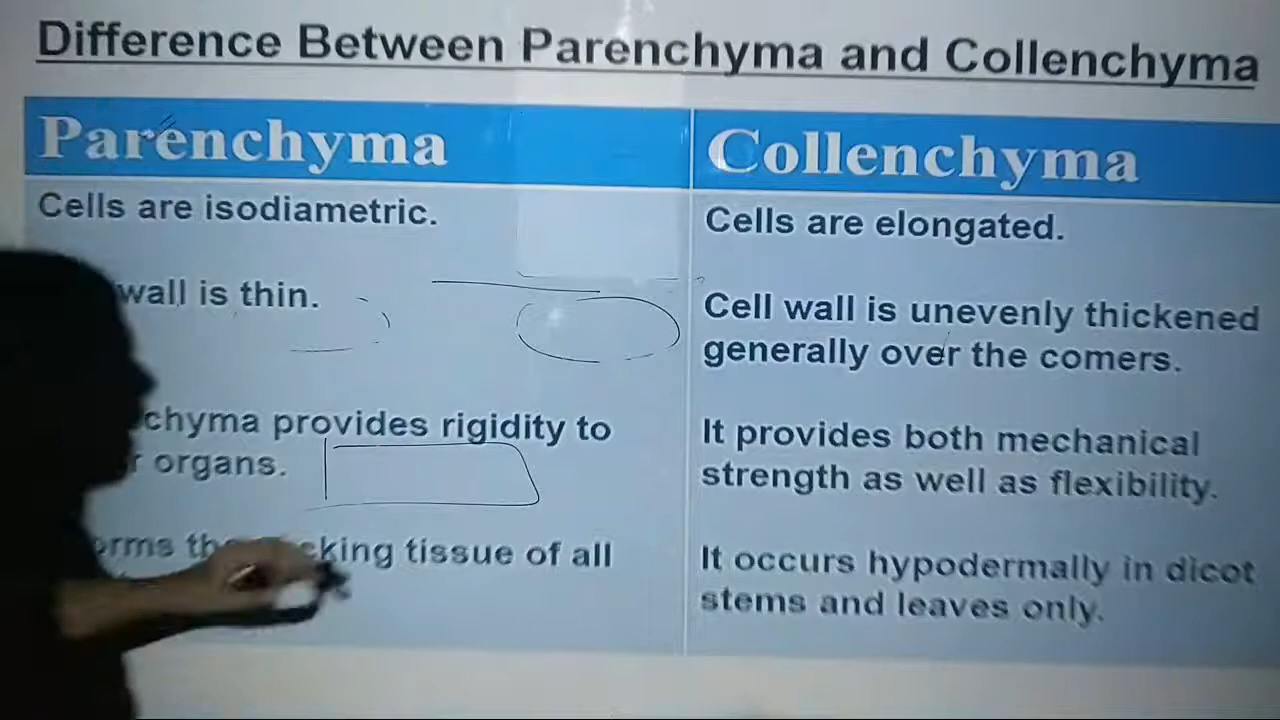 Difference Between Parenchyma and Collenchyma
Parenchyma
Collenchyma
Cells are isodiametric.
Cells are elongated.
wall is thin.
Cell wall is unevenly thickened
generally over the comers.
chyma provides rigidity to
organs.
It provides both mechanical
strength as well as flexibility.
orms the cking tissue of all
It occurs hypodermally in dicot
stems and leaves only.